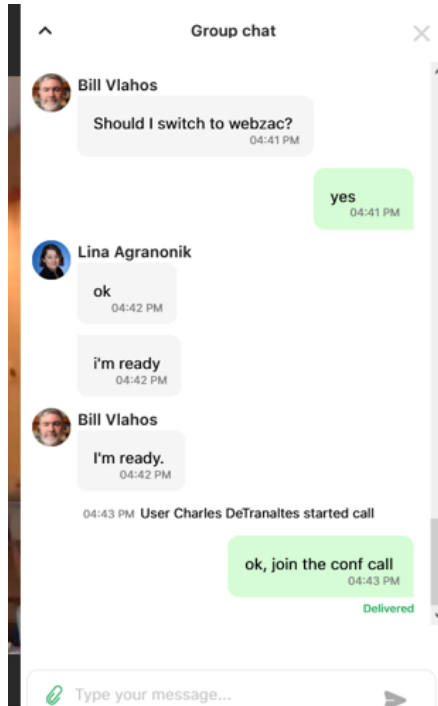 Group chat
Bill Vlahos
Should I switch to webzac?
04:41 PM
yes
04:41 PM
Lina Agranonik
ok
04:42 PM
i'm ready
04:42 PM
Bill Vlahos
I'm ready.
04:42 PM
04:43 PM User Charles DeTranaltes started call
ok, join the conf call
04:43 PM
Delivered
Type your message...